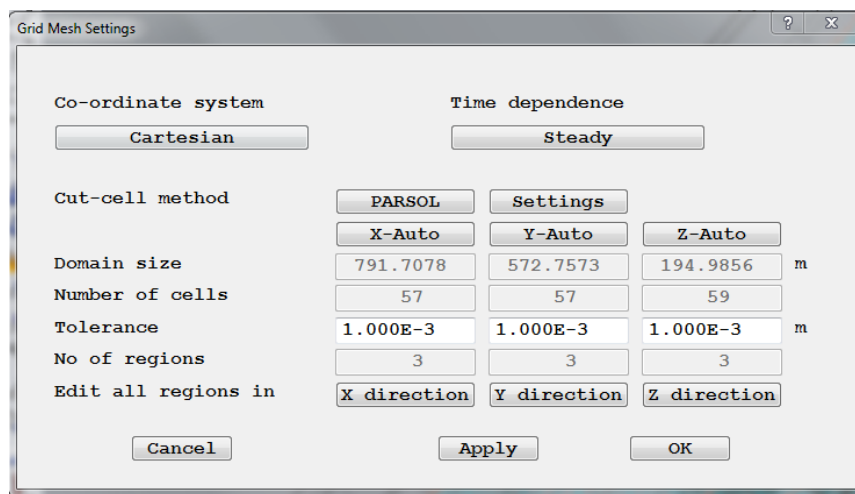 Grid Mesh Settings ? X
Co-ordinate system Time dependence
Cartesian Steady
Cut-cell method PARSOL Settings
X-Auto Y-Auto Z-Auto
Domain size 791.7078 572.7573 194.9856 m
Number of cells 57 57 59
Tolerance 1.000E-3 1.000E-3 1.000E-3 m
No of regions 3 3 3
Edit all regions in X direction Y direction Z direction
Cancel Apply OK